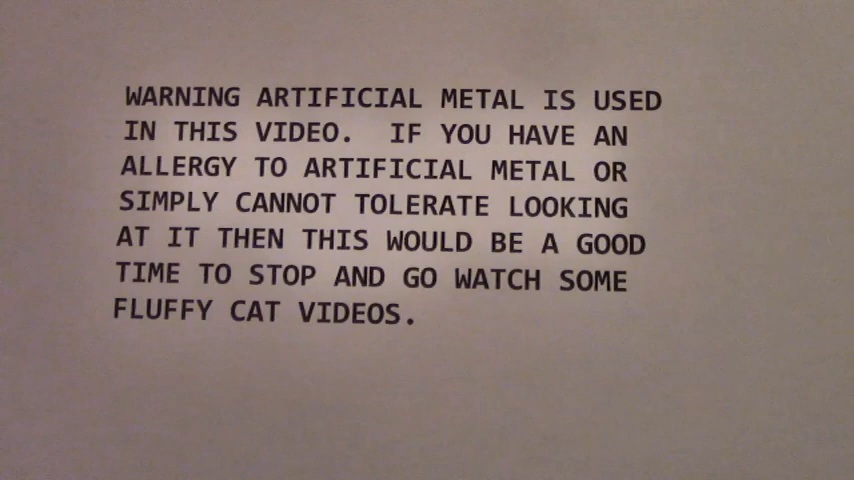 WARNING ARTIFICIAL METAL IS USED
IN THIS VIDEO.  IF YOU HAVE AN
ALLERGY TO ARTIFICIAL METAL OR
SIMPLY CANNOT TOLERATE LOOKING
AT IT THEN THIS WOULD BE A GOOD
TIME TO STOP AND GO WATCH SOME
FLUFFY CAT VIDEOS.